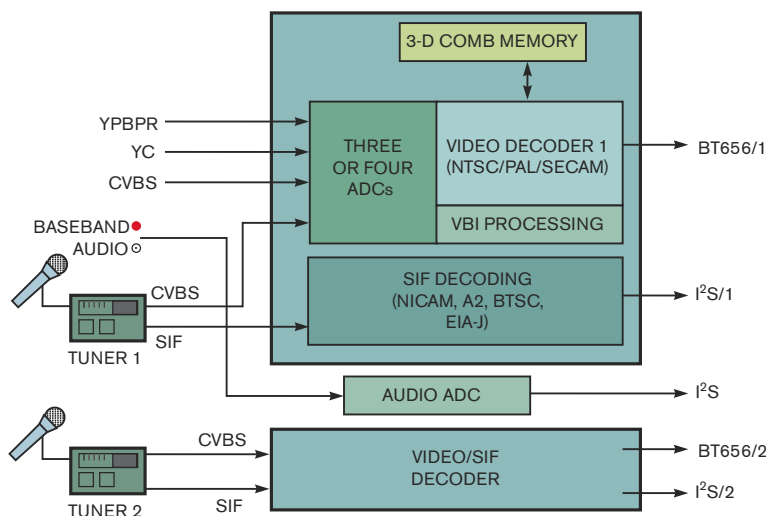 3-D COMB MEMORY
YPBPR
YC
CVBS
THREE
OR FOUR
ADCs
VIDEO DECODER 1
(NTSC/PAL/SECAM)
VBI PROCESSING
BT656/1
BASEBAND
AUDIO
CVBS
SIF
TUNER 1
SIF DECODING
(NICAM, A2, BTSC,
EIA-J)
I²S/1
AUDIO ADC
I²S
CVBS
SIF
TUNER 2
VIDEO/SIF
DECODER
BT656/2
I²S/2